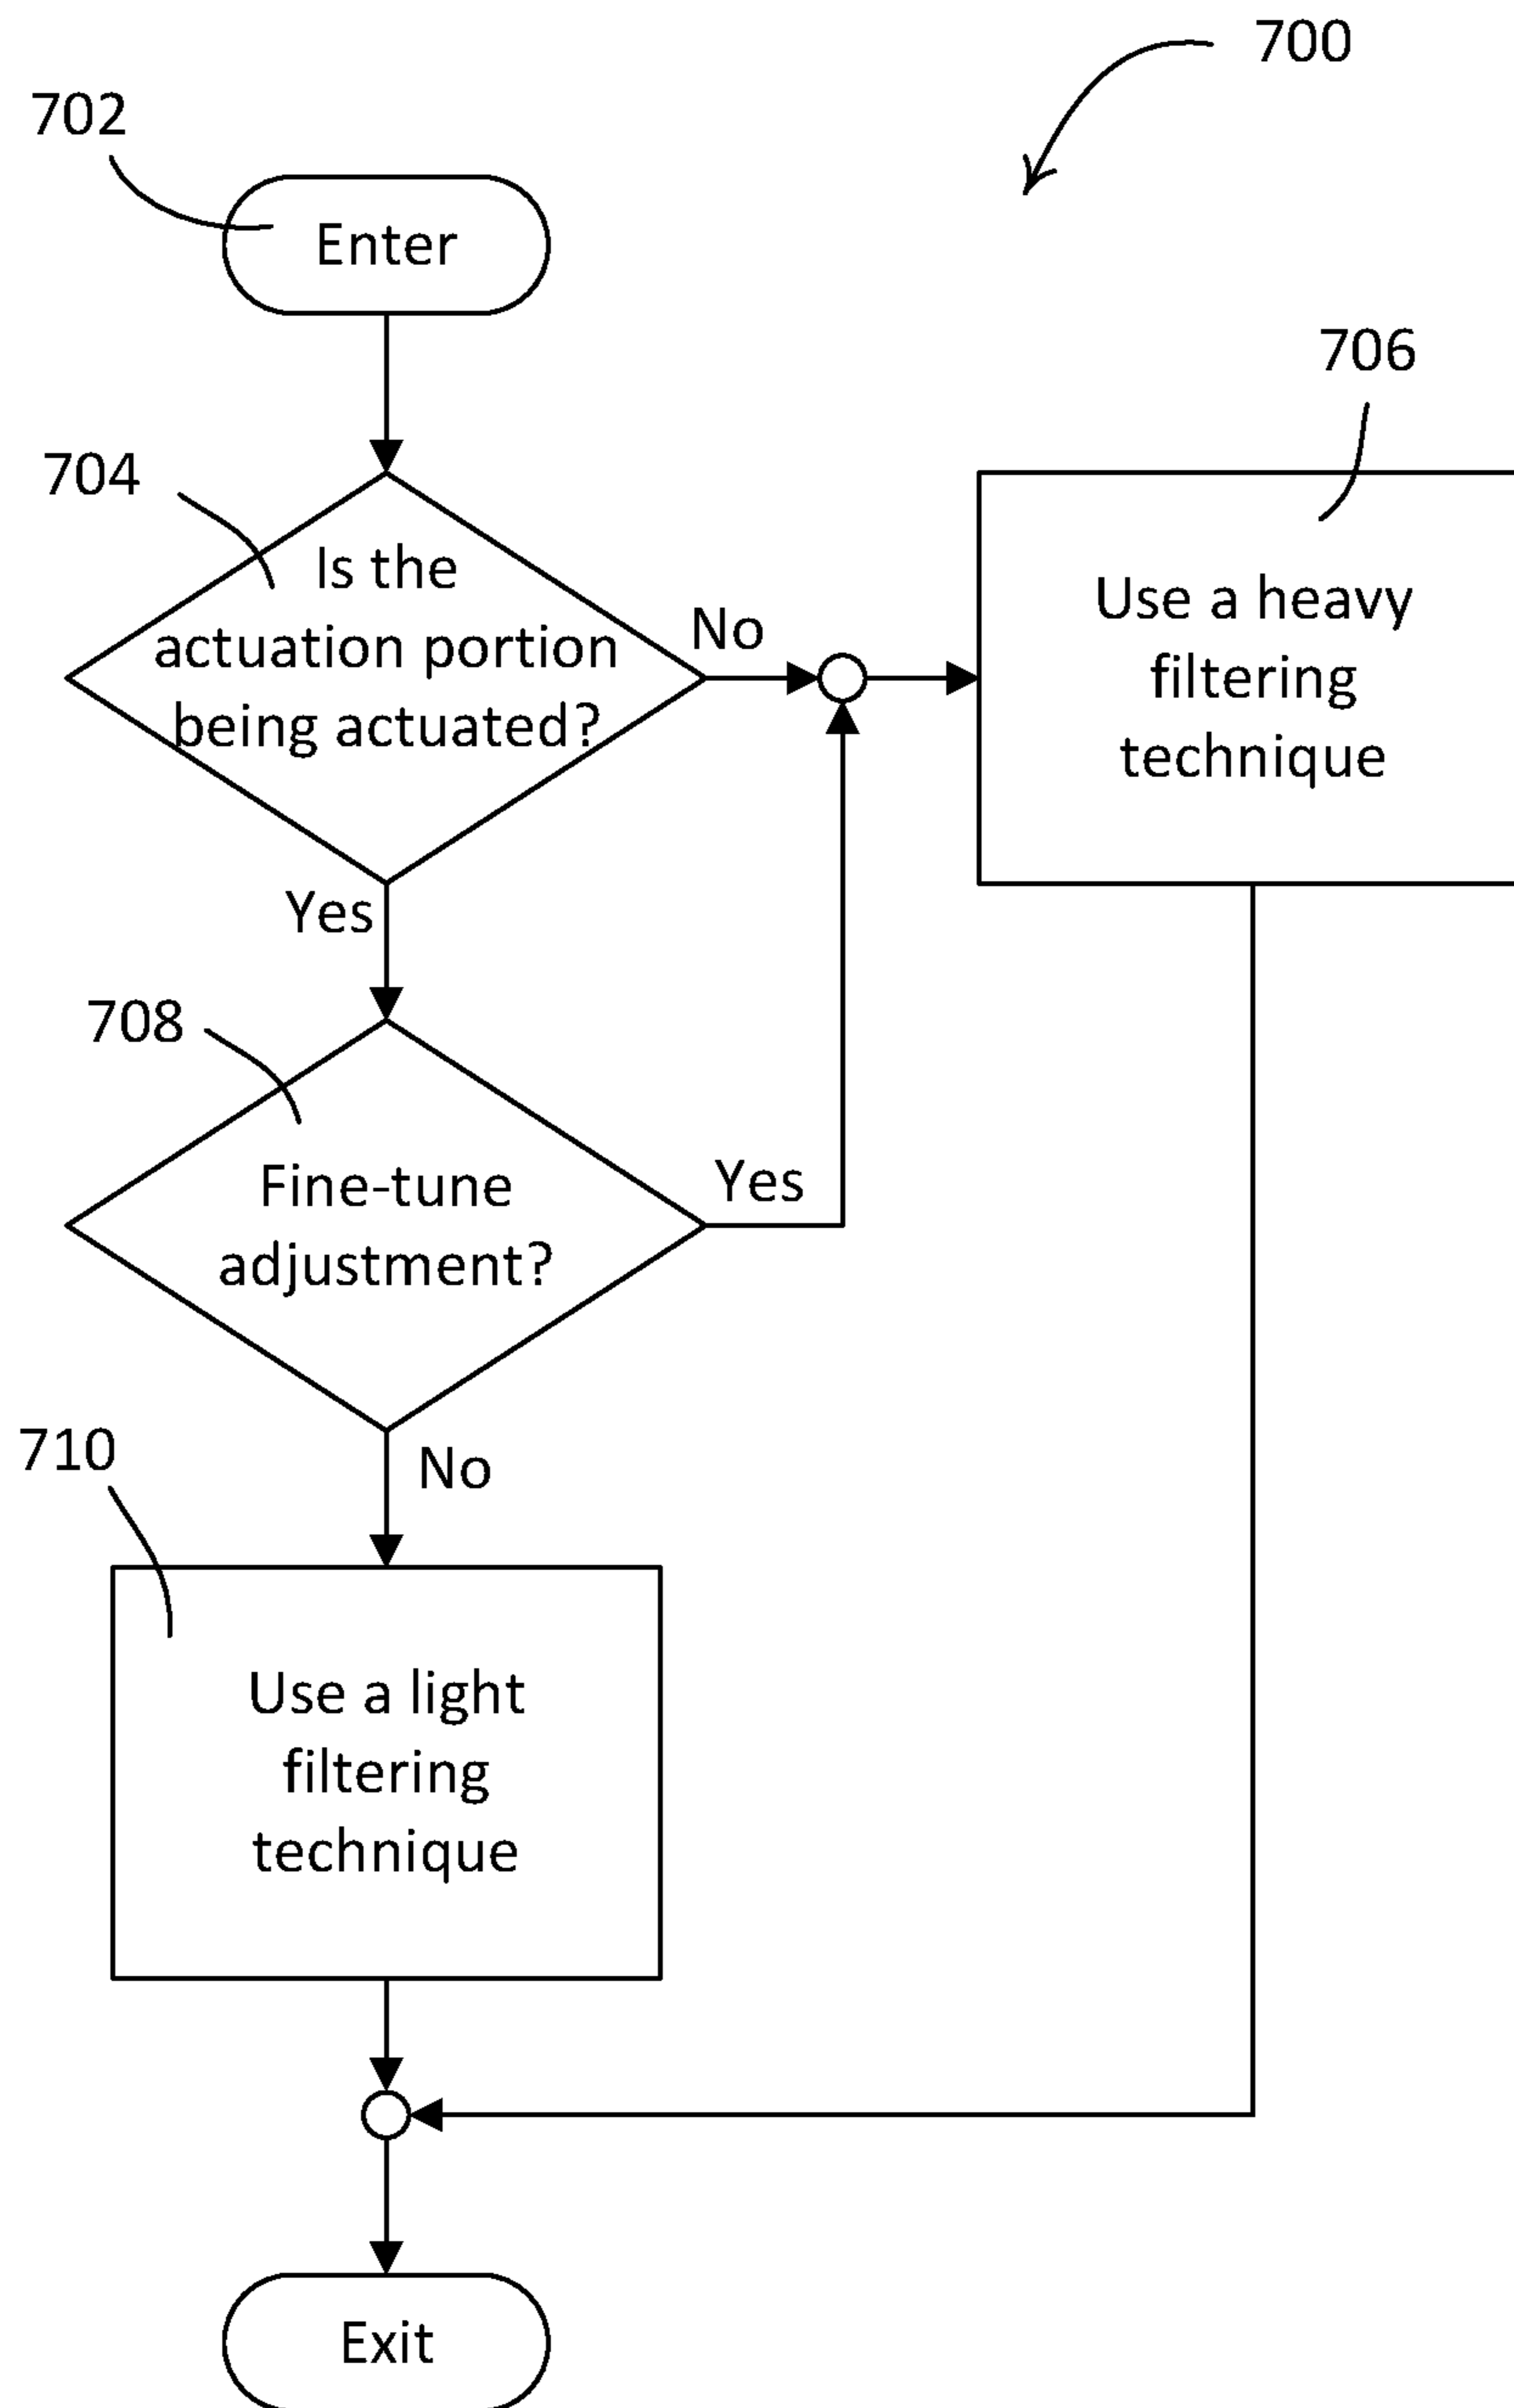 700
702
Enter
706
704
Is the
actuation portion
being actuated?
No
Use a heavy
filtering
technique
Yes
708
Fine-tune
adjustment?
Yes
710
No
Use a light
filtering
technique
Exit